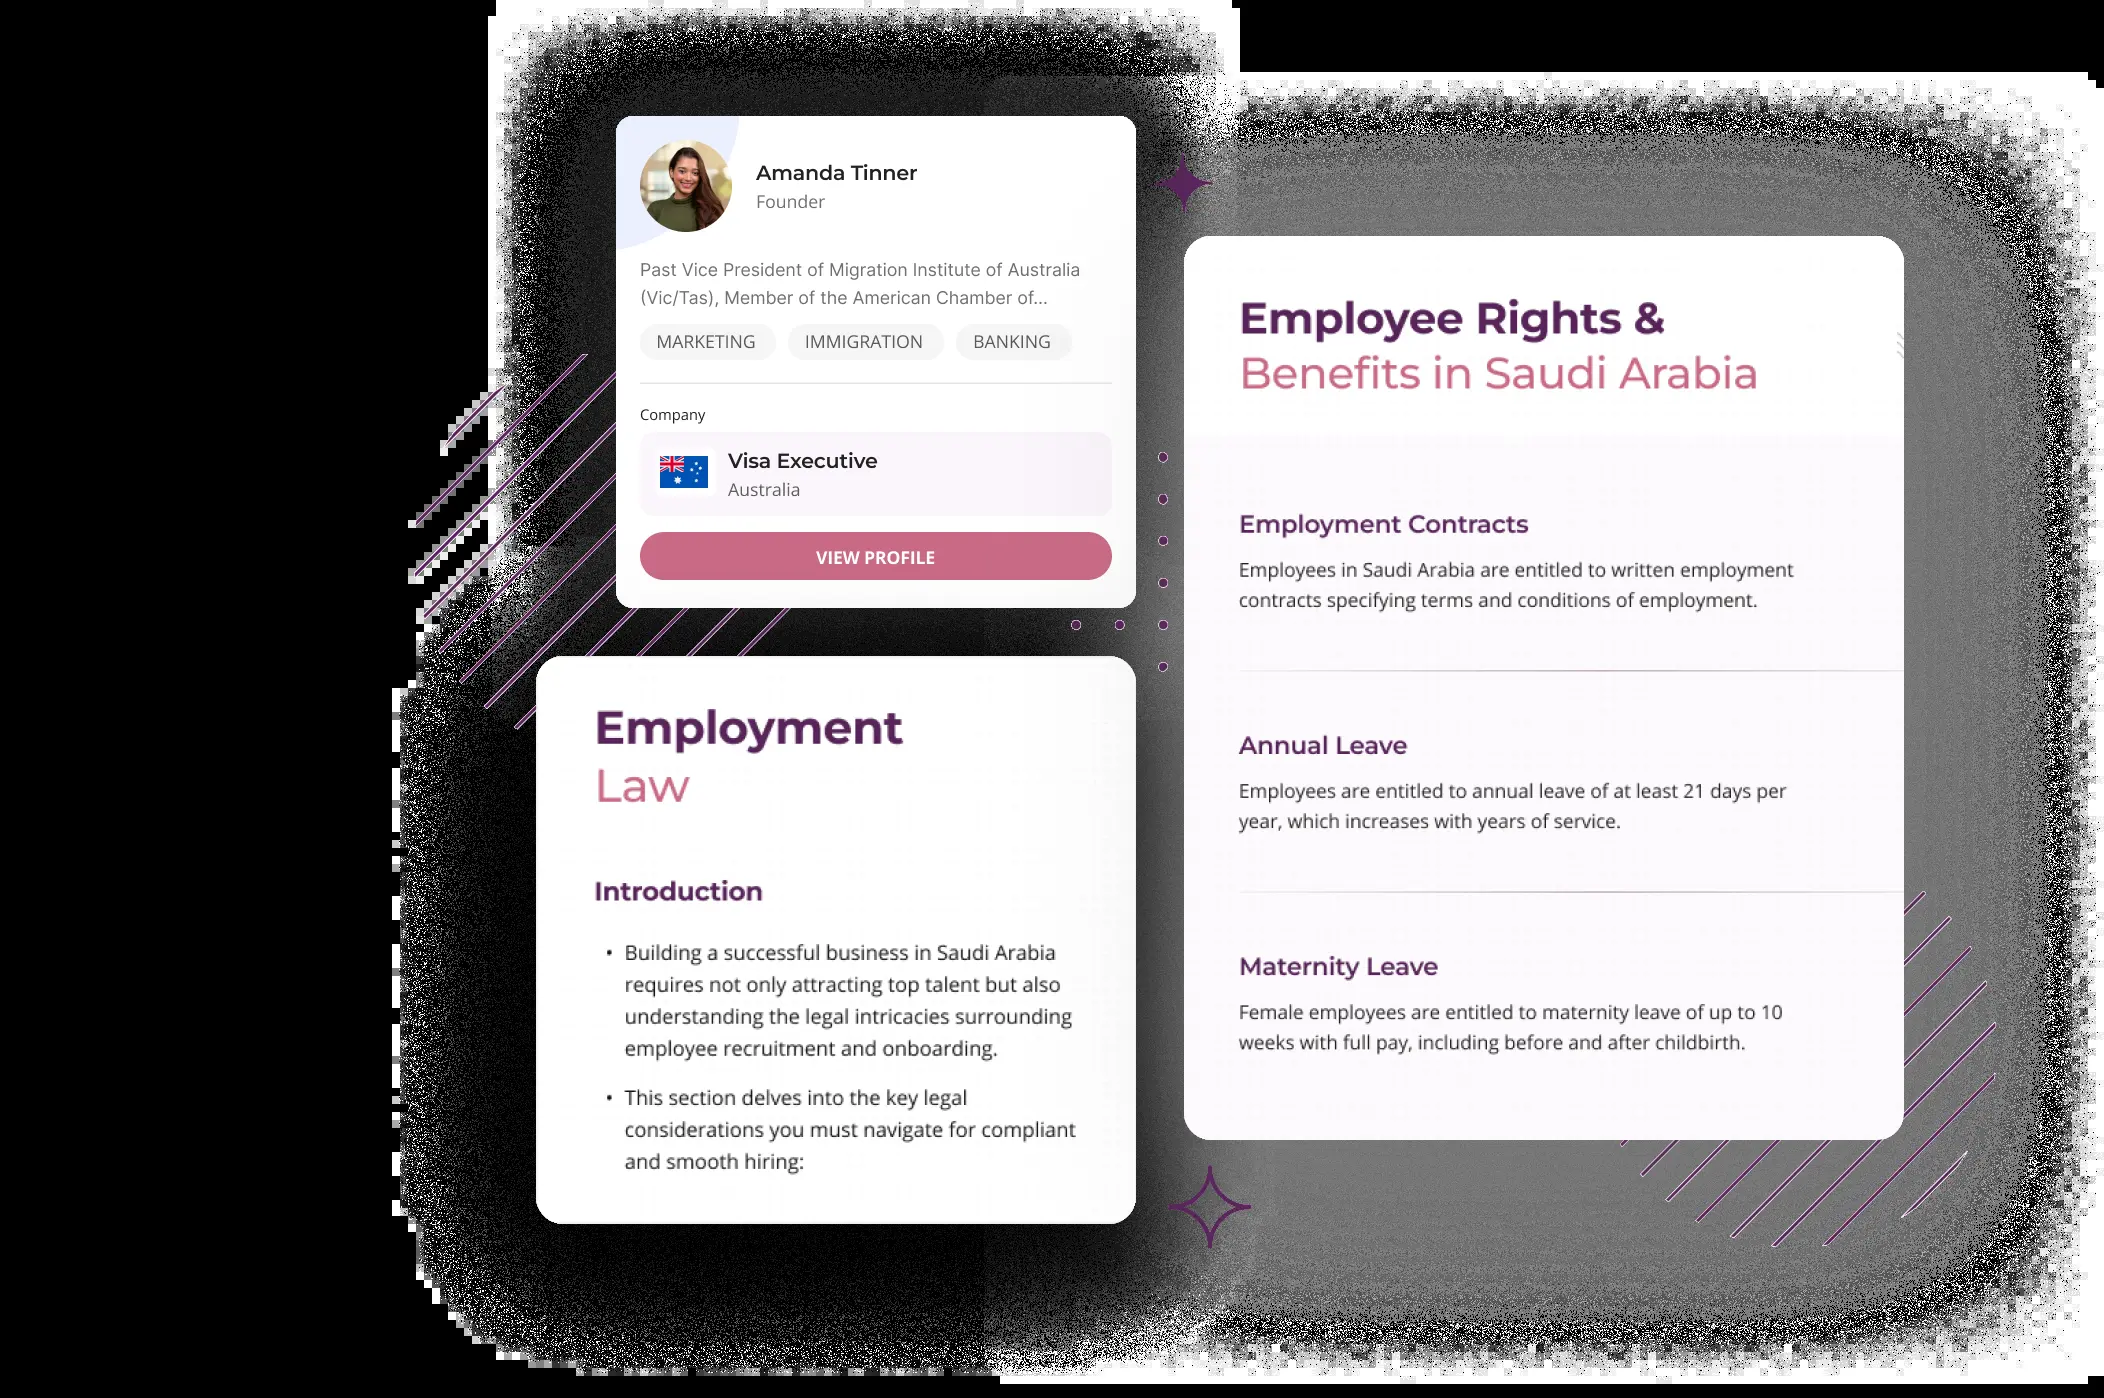 Amanda Tinner
Founder
Past Vice President of Migration Institute of Australia
(Vic/Tas), Member of the American Chamber of...
MARKETING IMMIGRATION BANKING
Company
Visa Executive
Australia
VIEW PROFILE
Employment
Law
Introduction
• Building a successful business in Saudi Arabia
requires not only attracting top talent but also
understanding the legal intricacies surrounding
employee recruitment and onboarding.
• This section delves into the key legal
considerations you must navigate for compliant
and smooth hiring:
Employee Rights &
Benefits in Saudi Arabia
Employment Contracts
Employees in Saudi Arabia are entitled to written employment
contracts specifying terms and conditions of employment.
Annual Leave
Employees are entitled to annual leave of at least 21 days per
year, which increases with years of service.
Maternity Leave
Female employees are entitled to maternity leave of up to 10
weeks with full pay, including before and after childbirth.